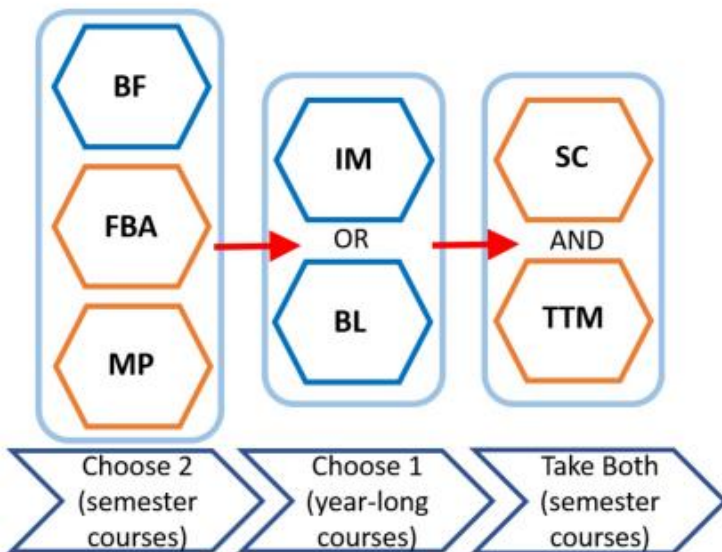 BF
FBA
MP
IM
OR
BL
SC
AND
TTM
Choose 2
(semester
courses)
Choose 1
(year-long
courses)
Take Both
(semester
courses)